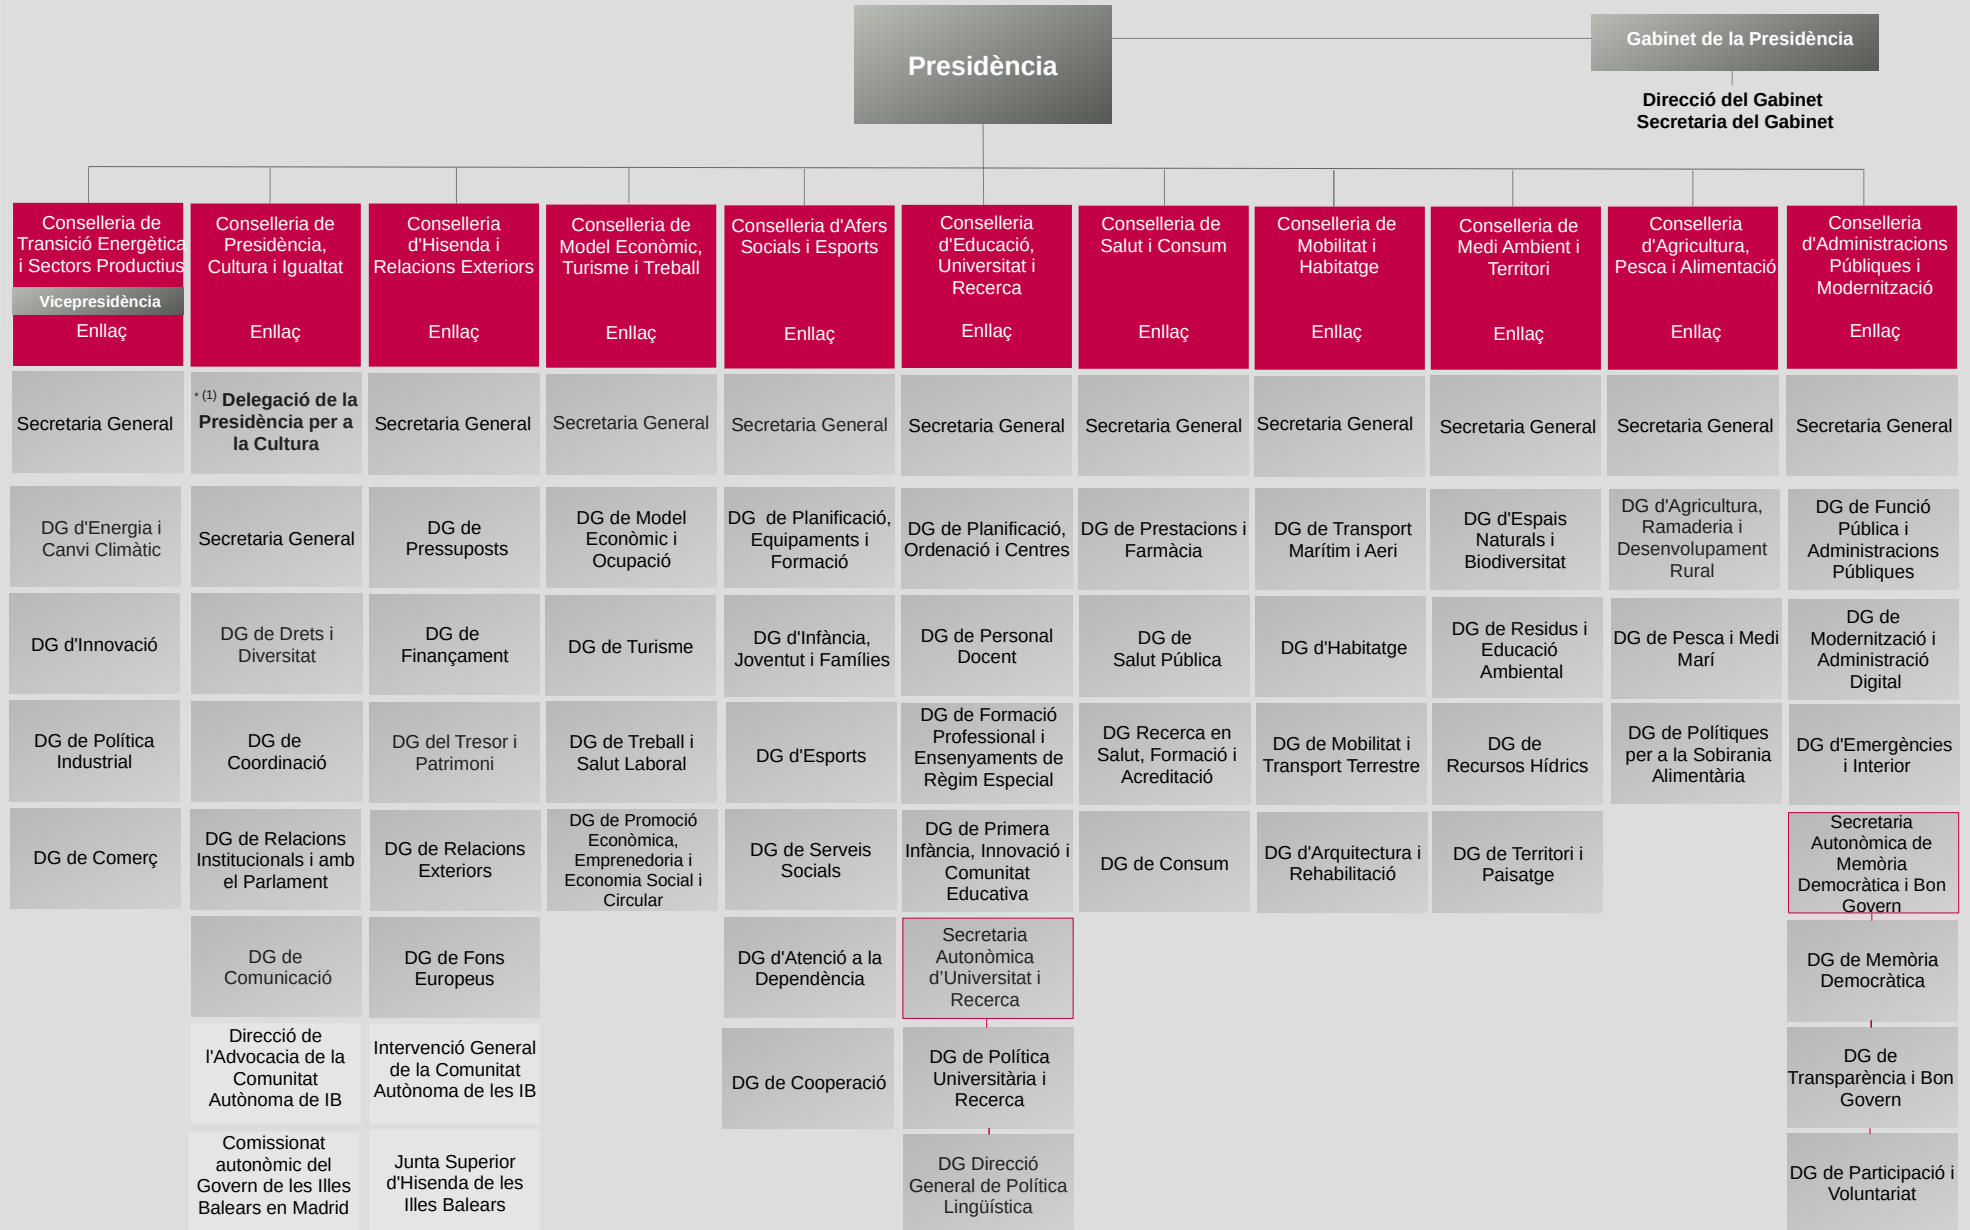 Presidència
Gabinet de la Presidència
Direcció del Gabinet
Secretaria del Gabinet
Conselleria de
Transició Energètica
i Sectors Productius
Vicepresidència
Enllaç
Secretaria General
DG d'Energia i
Canvi Climàtic
DG d'Innovació
DG de Política
Industrial
DG de Comerç
Conselleria de
Presidència,
Cultura i Igualtat
Enllaç
* (1) Delegació de la
Presidència per a
la Cultura
Secretaria General
DG de Drets i
Diversitat
DG de
Coordinació
DG de Relacions
Institucionals i amb
el Parlament
DG de
Comunicació
Direcció de
l'Advocacia de la
Comunitat
Autònoma de IB
Comissionat
autonòmic del
Govern de les Illes
Balears en Madrid
Conselleria
d'Hisenda i
Relacions Exteriors
Enllaç
Secretaria General
DG de
Pressuposts
DG de
Finançament
DG del Tresor i
Patrimoni
DG de Relacions
Exteriors
DG de Fons
Europeus
Intervenció General
de la Comunitat
Autònoma de les IB
Junta Superior
d'Hisenda de les
Illes Balears
Conselleria de
Model Econòmic,
Turisme i Treball
Enllaç
Secretaria General
DG de Model
Econòmic i
Ocupació
DG de Turisme
DG de Treball i
Salut Laboral
DG de Promoció
Econòmica,
Emprenedoria i
Economia Social i
Circular
Conselleria d'Afers
Socials i Esports
Enllaç
Secretaria General
DG  de Planificació,
Equipaments i
Formació
DG d'Infància,
Joventut i Famílies
DG d'Esports
DG de Serveis
Socials
DG d'Atenció a la
Dependència
DG de Cooperació
Conselleria
d'Educació,
Universitat i
Recerca
Enllaç
Secretaria General
DG de Planificació,
Ordenació i Centres
DG de Personal
Docent
DG de Formació
Professional i
Ensenyaments de
Règim Especial
DG de Primera
Infància, Innovació i
Comunitat
Educativa
Secretaria
Autonòmica
d’Universitat i
Recerca
DG de Política
Universitària i
Recerca
DG Direcció
General de Política
Lingüística
Conselleria de
Salut i Consum
Enllaç
Secretaria General
DG de Prestacions i
Farmàcia
DG de
Salut Pública
DG Recerca en
Salut, Formació i
Acreditació
DG de Consum
Conselleria de
Mobilitat i
Habitatge
Enllaç
Secretaria General
DG de Transport
Marítim i Aeri
DG d'Habitatge
DG de Mobilitat i
Transport Terrestre
DG d'Arquitectura i
Rehabilitació
Conselleria de
Medi Ambient i
Territori
Enllaç
Secretaria General
DG d'Espais
Naturals i
Biodiversitat
DG de Residus i
Educació
Ambiental
DG de
Recursos Hídrics
DG de Territori i
Paisatge
Conselleria
d'Agricultura,
Pesca i Alimentació
Enllaç
Secretaria General
DG d'Agricultura,
Ramaderia i
Desenvolupament
Rural
DG de Pesca i Medi
Marí
DG de Polítiques
per a la Sobirania
Alimentària
Conselleria
d'Administracions
Públiques i
Modernització
Enllaç
Secretaria General
DG de Funció
Pública i
Administracions
Públiques
DG de
Modernització i
Administració
Digital
DG d'Emergències
i Interior
Secretaria
Autonòmica de
Memòria
Democràtica i Bon
Govern
DG de Memòria
Democràtica
DG de
Transparència i Bon
Govern
DG de Participació i
Voluntariat